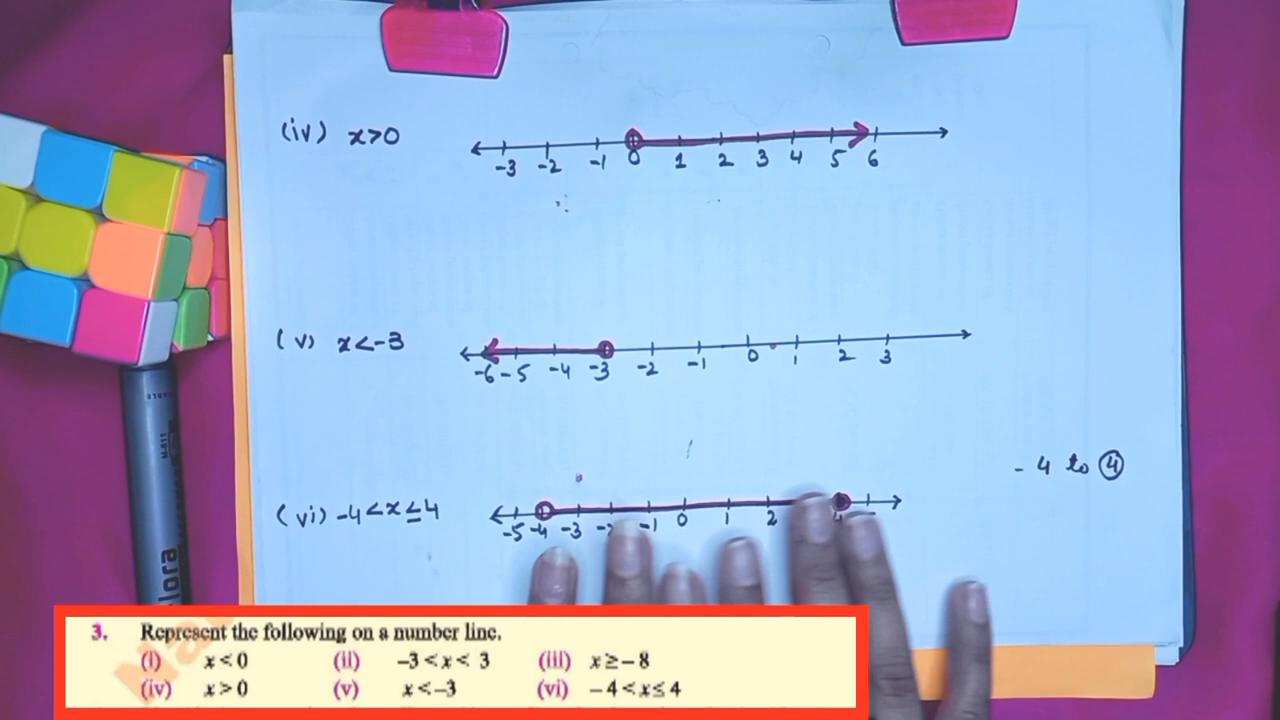 (iv) x>0
-3 -2 -1 0 1 2 3 4 5 6
(v) x<-3
-6 -5 -4 -3 -2 -1 0 1 2 3
- 4 to 4
(vi) -4<x≤4
-5 -4 -3 -1 0 1 2 4
3. Represent the following on a number line.
(i) x<0 (ii) -3<x< 3 (iii) x≥-8
(iv) x>0 (v) x<-3 (vi) -4<x≤4